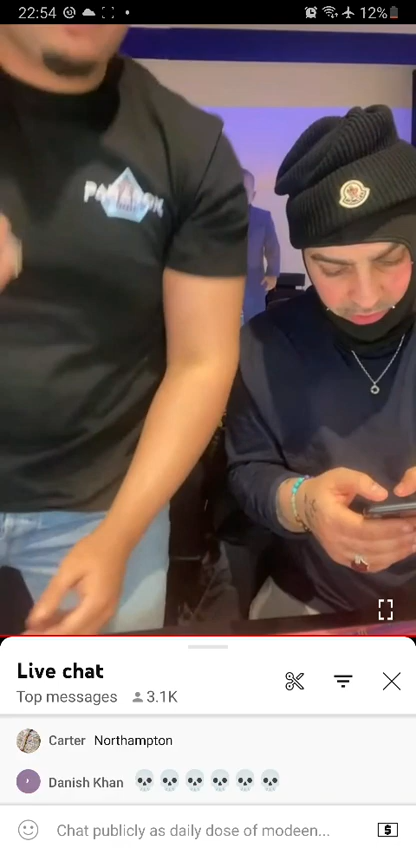 22:54
12%
Live chat
Top messages 3.1K
Carter Northampton
Danish Khan 💀💀💀💀💀💀
Chat publicly as daily dose of modeen...